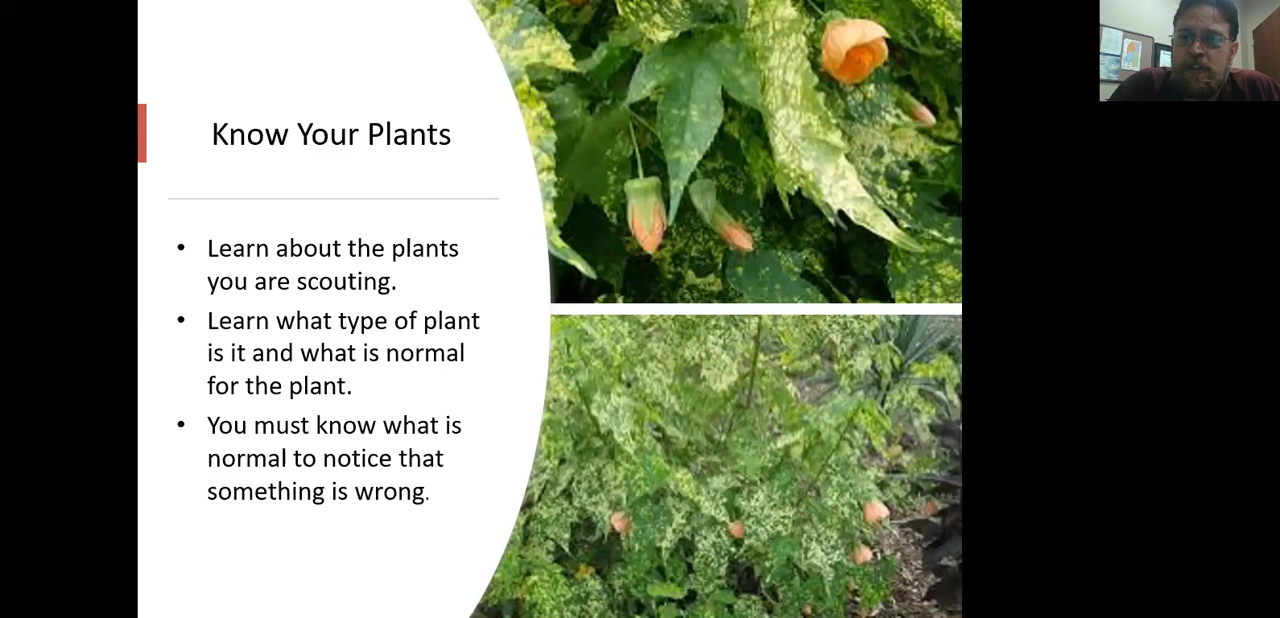 Know Your Plants
• Learn about the plants
you are scouting.
• Learn what type of plant
is it and what is normal
for the plant.
• You must know what is
normal to notice that
something is wrong.